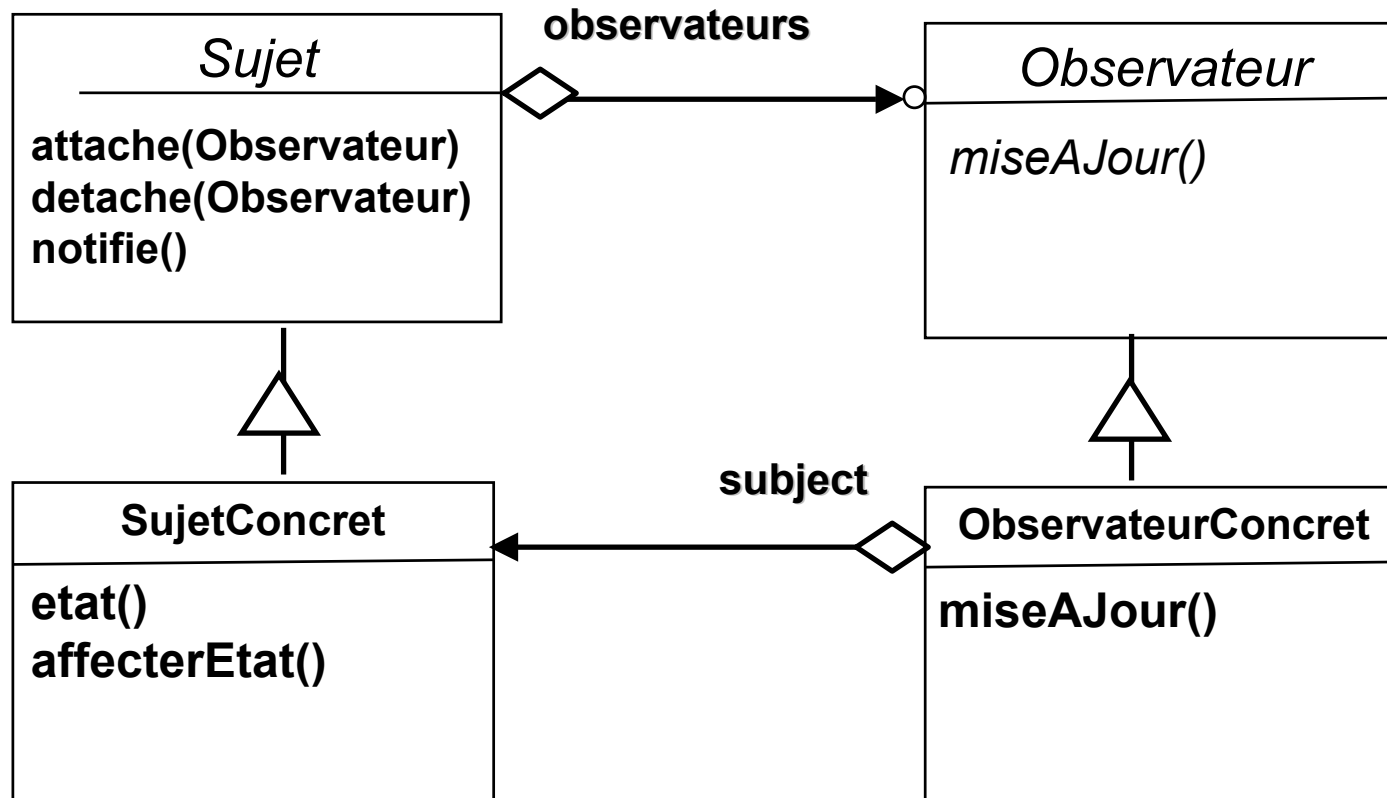 observateurs
Sujet
attache(Observateur)
detache(Observateur)
notifie()
Observateur
miseAJour()
subject
SujetConcret
etat()
affecterEtat()
ObservateurConcret
miseAJour()